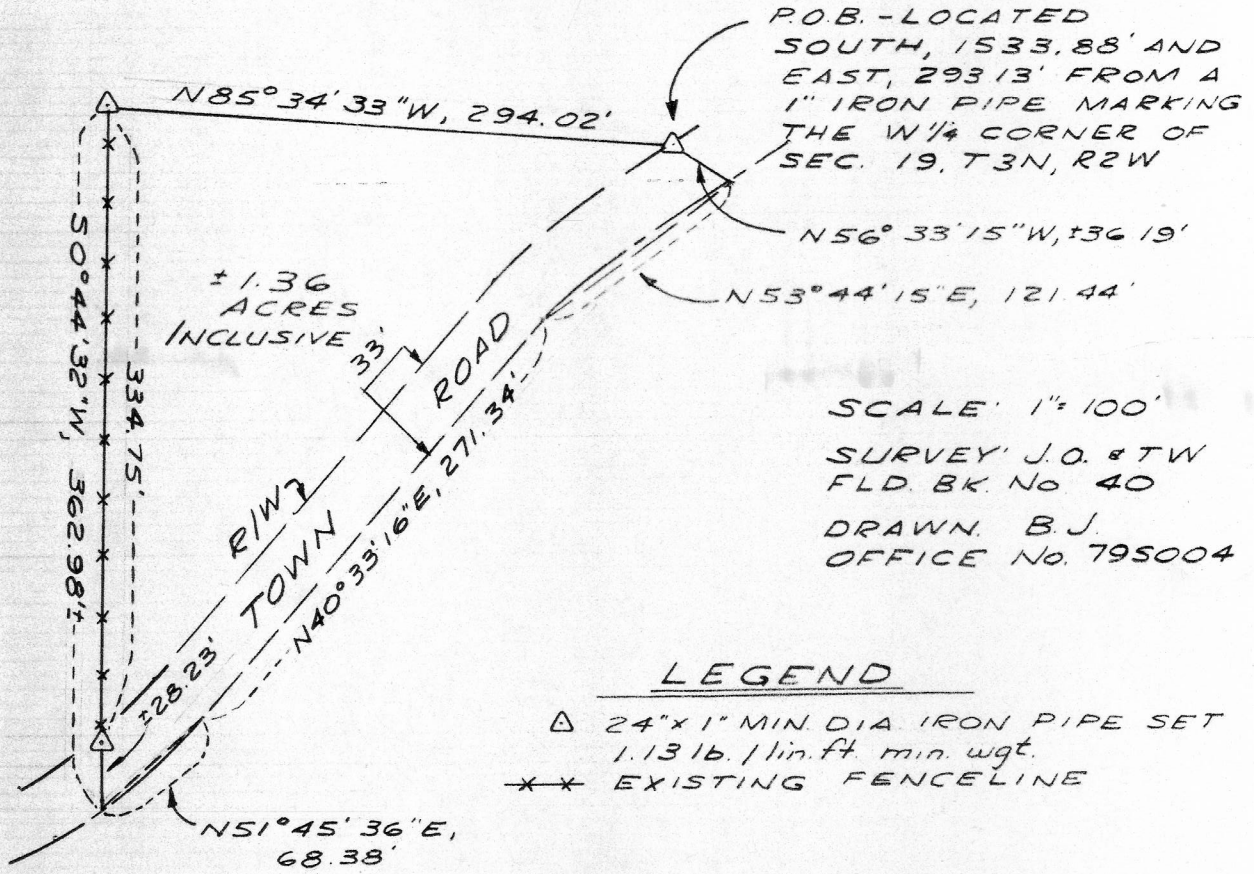 P.O.B. - LOCATED
SOUTH, 1533.88' AND
EAST, 293 13' FROM A
1" IRON PIPE MARKING
THE W 1/4 CORNER OF
SEC. 19, T3N, R2W
N85°34'33"W, 294.02'
N56°33'15"W, ±36 19'
N53°44'15"E, 121.44'
±1.36
ACRES
INCLUSIVE
33'
ROAD
334.75'
S0°44'32"W, 362.98'±
R/W
TOWN
N40°33'16"E, 271.34'
±28.23'
N51°45'36"E,
68.38'
SCALE 1"= 100'
SURVEY J.O. & TW
FLD. BK. No 40
DRAWN. B.J.
OFFICE No. 795004
LEGEND
24" x 1" MIN. DIA. IRON PIPE SET
1.13 lb. / lin. ft. min. wgt.
EXISTING FENCELINE